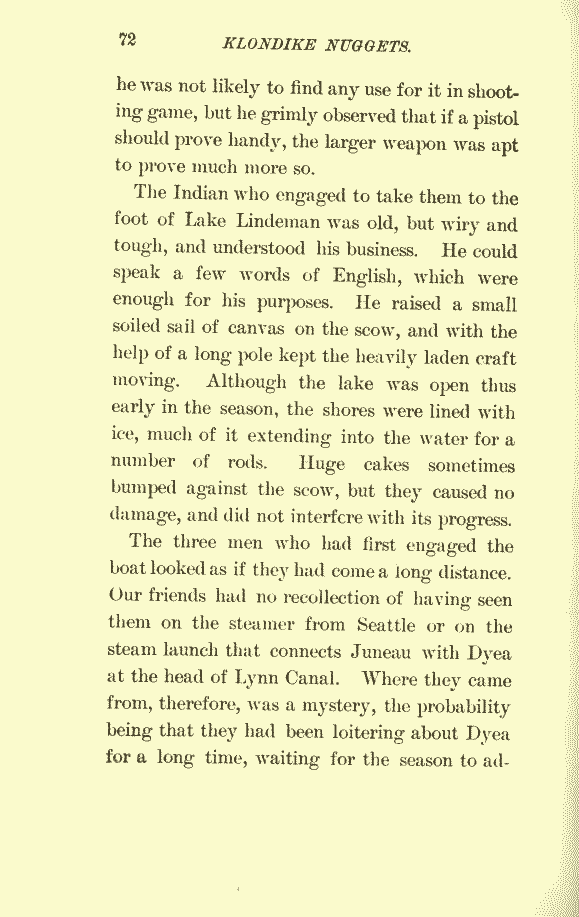 72
KLONDIKE NUGGETS.
he was not likely to find any use for it in shoot-
ing game, but he grimly observed that if a pistol
should prove handy, the larger weapon was apt
to prove much more so.
The Indian who engaged to take them to the
foot of Lake Lindeman was old, but wiry and
tough, and understood his business. He could
speak a few words of English, which were
enough for his purposes. He raised a small
soiled sail of canvas on the scow, and with the
help of a long pole kept the heavily laden craft
moving. Although the lake was open thus
early in the season, the shores were lined with
ice, much of it extending into the water for a
number of rods. Huge cakes sometimes
bumped against the scow, but they caused no
damage, and did not interfere with its progress.
The three men who had first engaged the
boat looked as if they had come a long distance.
Our friends had no recollection of having seen
them on the steamer from Seattle or on the
steam launch that connects Juneau with Dyea
at the head of Lynn Canal. Where they came
from, therefore, was a mystery, the probability
being that they had been loitering about Dyea
for a long time, waiting for the season to ad-